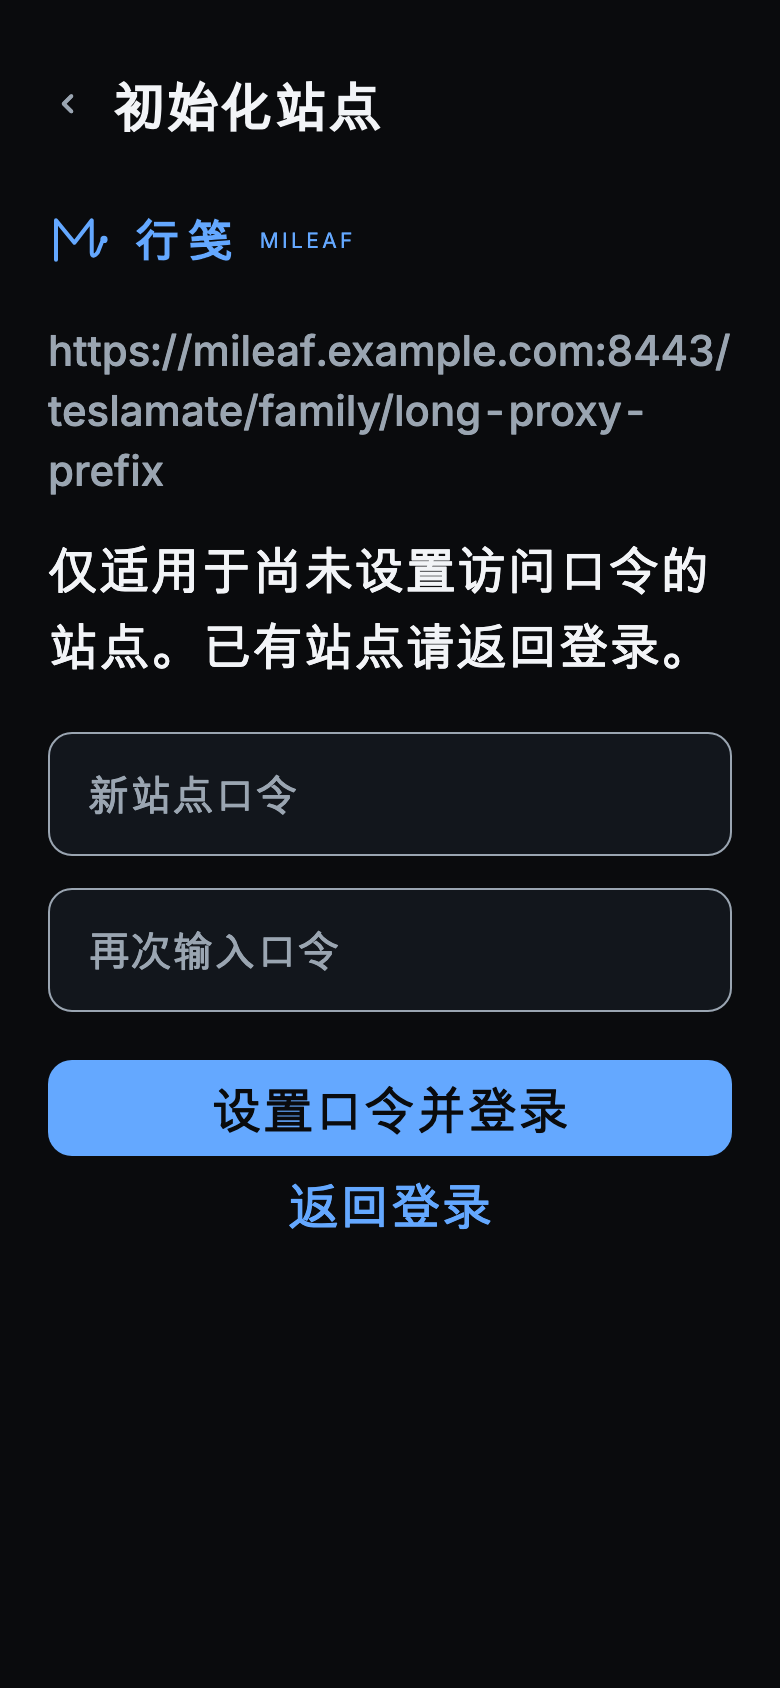 初始化站点
行笺 MILEAF
https://mileaf.example.com:8443/
teslamate/family/long-proxy-
prefix
仅适用于尚未设置访问口令的
站点。已有站点请返回登录。
新站点口令
再次输入口令
设置口令并登录
返回登录